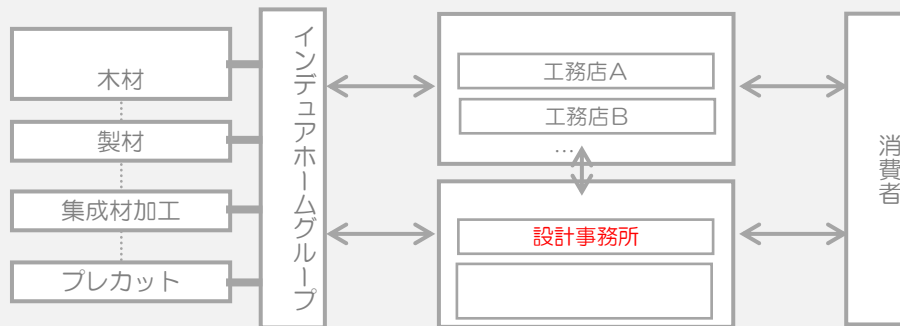 木材
製材
集成材加工
プレカット
インデュアホームグループ
工務店A
工務店B
…
設計事務所
消費者